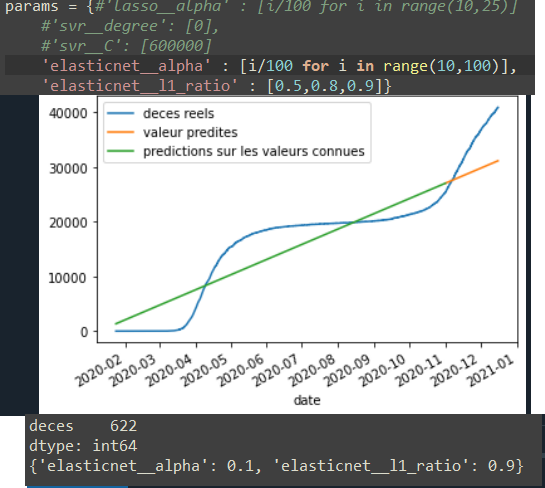 params = {#'lasso__alpha' : [i/100 for i in range(10,25)]
#'svr__degree': [0],
#'svr__C': [600000]
'elasticnet__alpha' : [i/100 for i in range(10,100)],
'elasticnet__l1_ratio' : [0.5,0.8,0.9]}
deces reels
valeur predites
predictions sur les valeurs connues
40000
30000
20000
10000
0
2020-02
2020-03
2020-04
2020-05
2020-06
2020-07
2020-08
2020-09
2020-10
2020-11
2020-12
2021-01
date
deces 622
dtype: int64
{'elasticnet__alpha': 0.1, 'elasticnet__l1_ratio': 0.9}